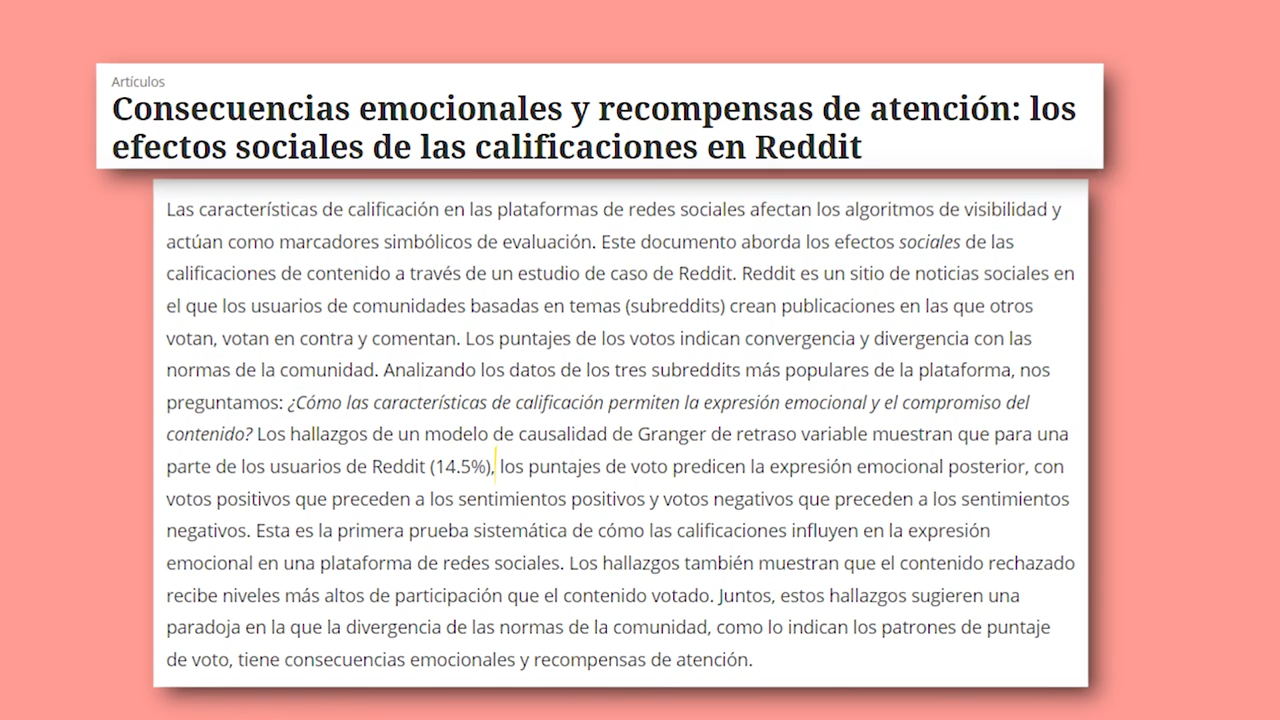 Artículos
Consecuencias emocionales y recompensas de atención: los
efectos sociales de las calificaciones en Reddit
Las características de calificación en las plataformas de redes sociales afectan los algoritmos de visibilidad y
actúan como marcadores simbólicos de evaluación. Este documento aborda los efectos sociales de las
calificaciones de contenido a través de un estudio de caso de Reddit. Reddit es un sitio de noticias sociales en
el que los usuarios de comunidades basadas en temas (subreddits) crean publicaciones en las que otros
votan, votan en contra y comentan. Los puntajes de los votos indican convergencia y divergencia con las
normas de la comunidad. Analizando los datos de los tres subreddits más populares de la plataforma, nos
preguntamos: ¿Cómo las características de calificación permiten la expresión emocional y el compromiso del
contenido? Los hallazgos de un modelo de causalidad de Granger de retraso variable muestran que para una
parte de los usuarios de Reddit (14.5%), los puntajes de voto predicen la expresión emocional posterior, con
votos positivos que preceden a los sentimientos positivos y votos negativos que preceden a los sentimientos
negativos. Esta es la primera prueba sistemática de cómo las calificaciones influyen en la expresión
emocional en una plataforma de redes sociales. Los hallazgos también muestran que el contenido rechazado
recibe niveles más altos de participación que el contenido votado. Juntos, estos hallazgos sugieren una
paradoja en la que la divergencia de las normas de la comunidad, como lo indican los patrones de puntaje
de voto, tiene consecuencias emocionales y recompensas de atención.